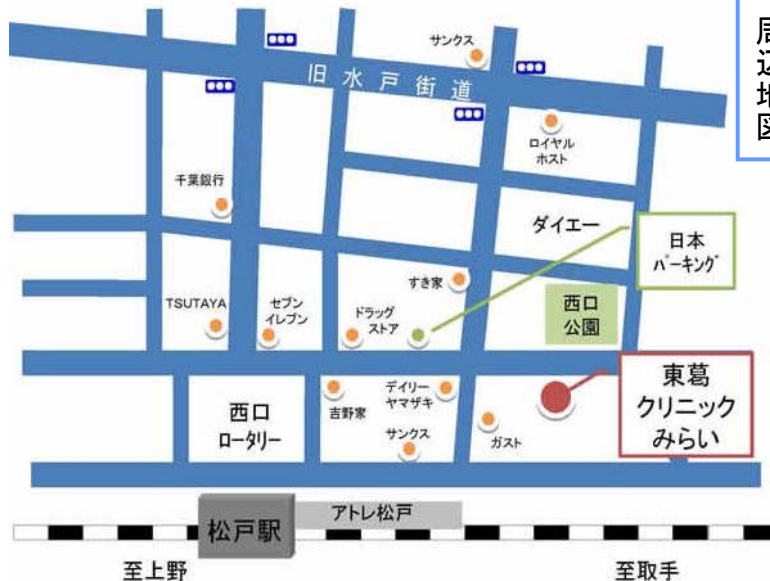 周
辺
地
図
サンクス
旧水戸街道
ロイヤル
ホスト
千葉銀行
ダイエー
日本
パーキング
すき家
TSUTAYA
セブン
イレブン
ドラッグ
ストア
西口
公園
東葛
クリニック
みらい
西口
ロータリー
吉野家
デイリー
ヤマザキ
サンクス
ガスト
松戸駅
アトレ松戸
至上野
至取手